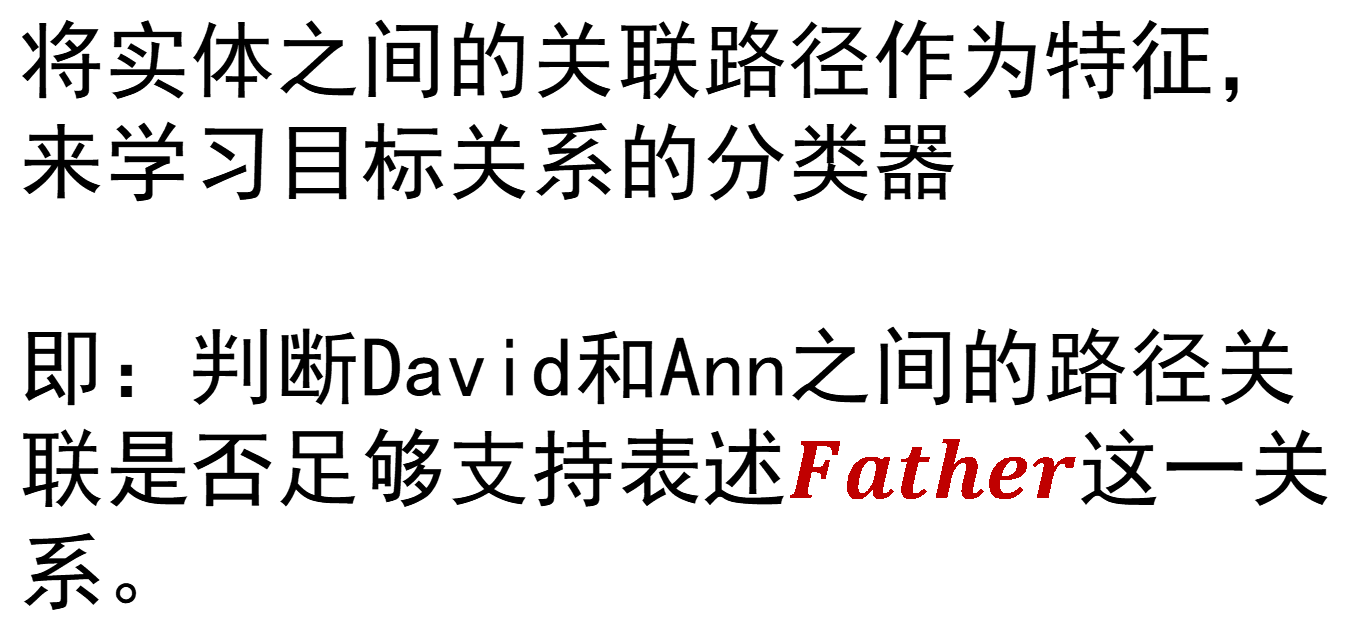 将实体之间的关联路径作为特征,
来学习目标关系的分类器
即：判断David和Ann之间的路径关
联是否足够支持表述Father这一关
系。